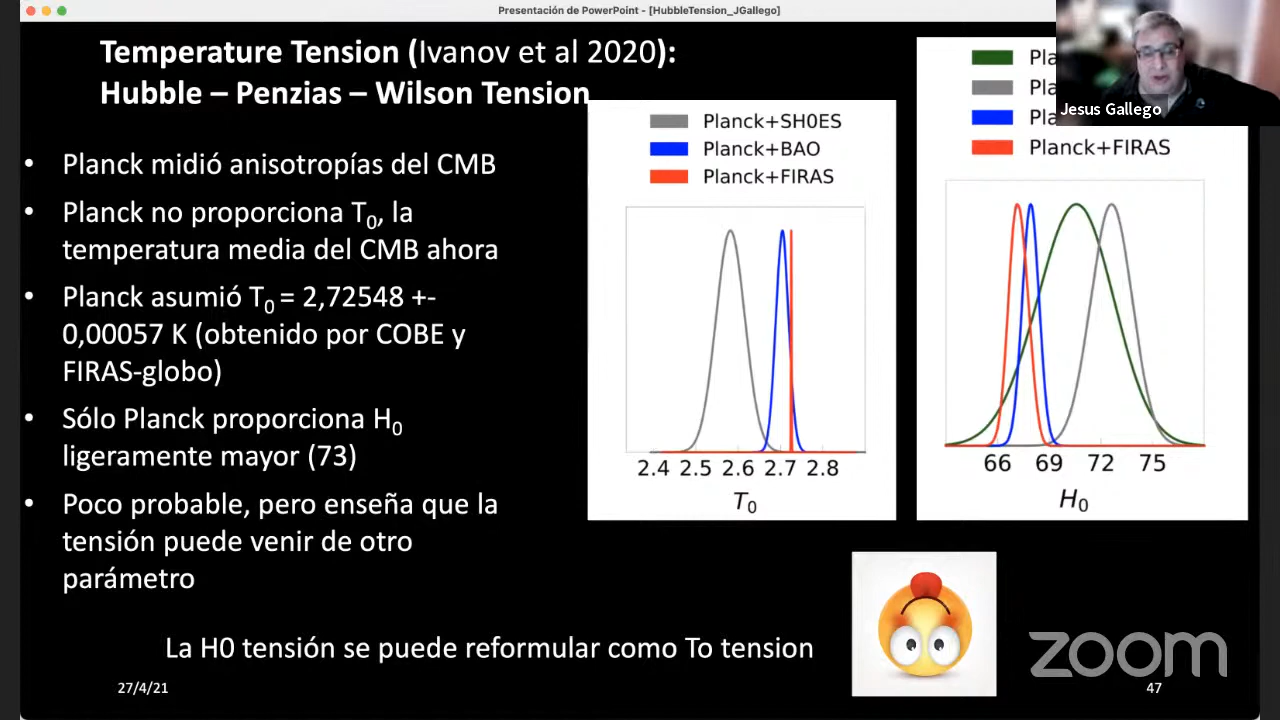 Presentación de PowerPoint - [HubbleTension_JGallego]
Temperature Tension (Ivanov et al 2020):
Hubble – Penzias – Wilson Tension
• Planck midió anisotropías del CMB
• Planck no proporciona T0, la
temperatura media del CMB ahora
• Planck asumió T0 = 2,72548 +-
0,00057 K (obtenido por COBE y
FIRAS-globo)
• Sólo Planck proporciona H0
ligeramente mayor (73)
• Poco probable, pero enseña que la
tensión puede venir de otro
parámetro
La H0 tensión se puede reformular como To tension
27/4/21
Planck+SH0ES
Planck+BAO
Planck+FIRAS
2.4 2.5 2.6 2.7 2.8
T0
Pla
Pla
Pla
Planck+FIRAS
66 69 72 75
H0
Jesus Gallego
zoom
47